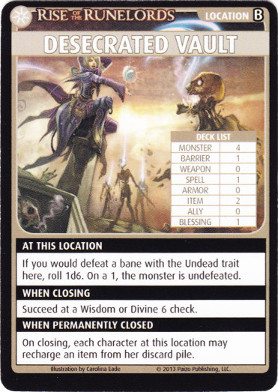 RISE OF THE RUNELORDS LOCATION B
DESECRATED VAULT
DECK LIST
MONSTER 4
BARRIER 1
WEAPON 0
SPELL 1
ARMOR 0
ITEM 2
ALLY 0
BLESSING 1
AT THIS LOCATION
If you would defeat a bane with the Undead trait
here, roll 1d6. On a 1, the monster is undefeated.
WHEN CLOSING
Succeed at a Wisdom or Divine 6 check.
WHEN PERMANENTLY CLOSED
On closing, each character at this location may
recharge an item from her discard pile.
Illustration by Carolina Eade © 2013 Paizo Publishing, LLC.